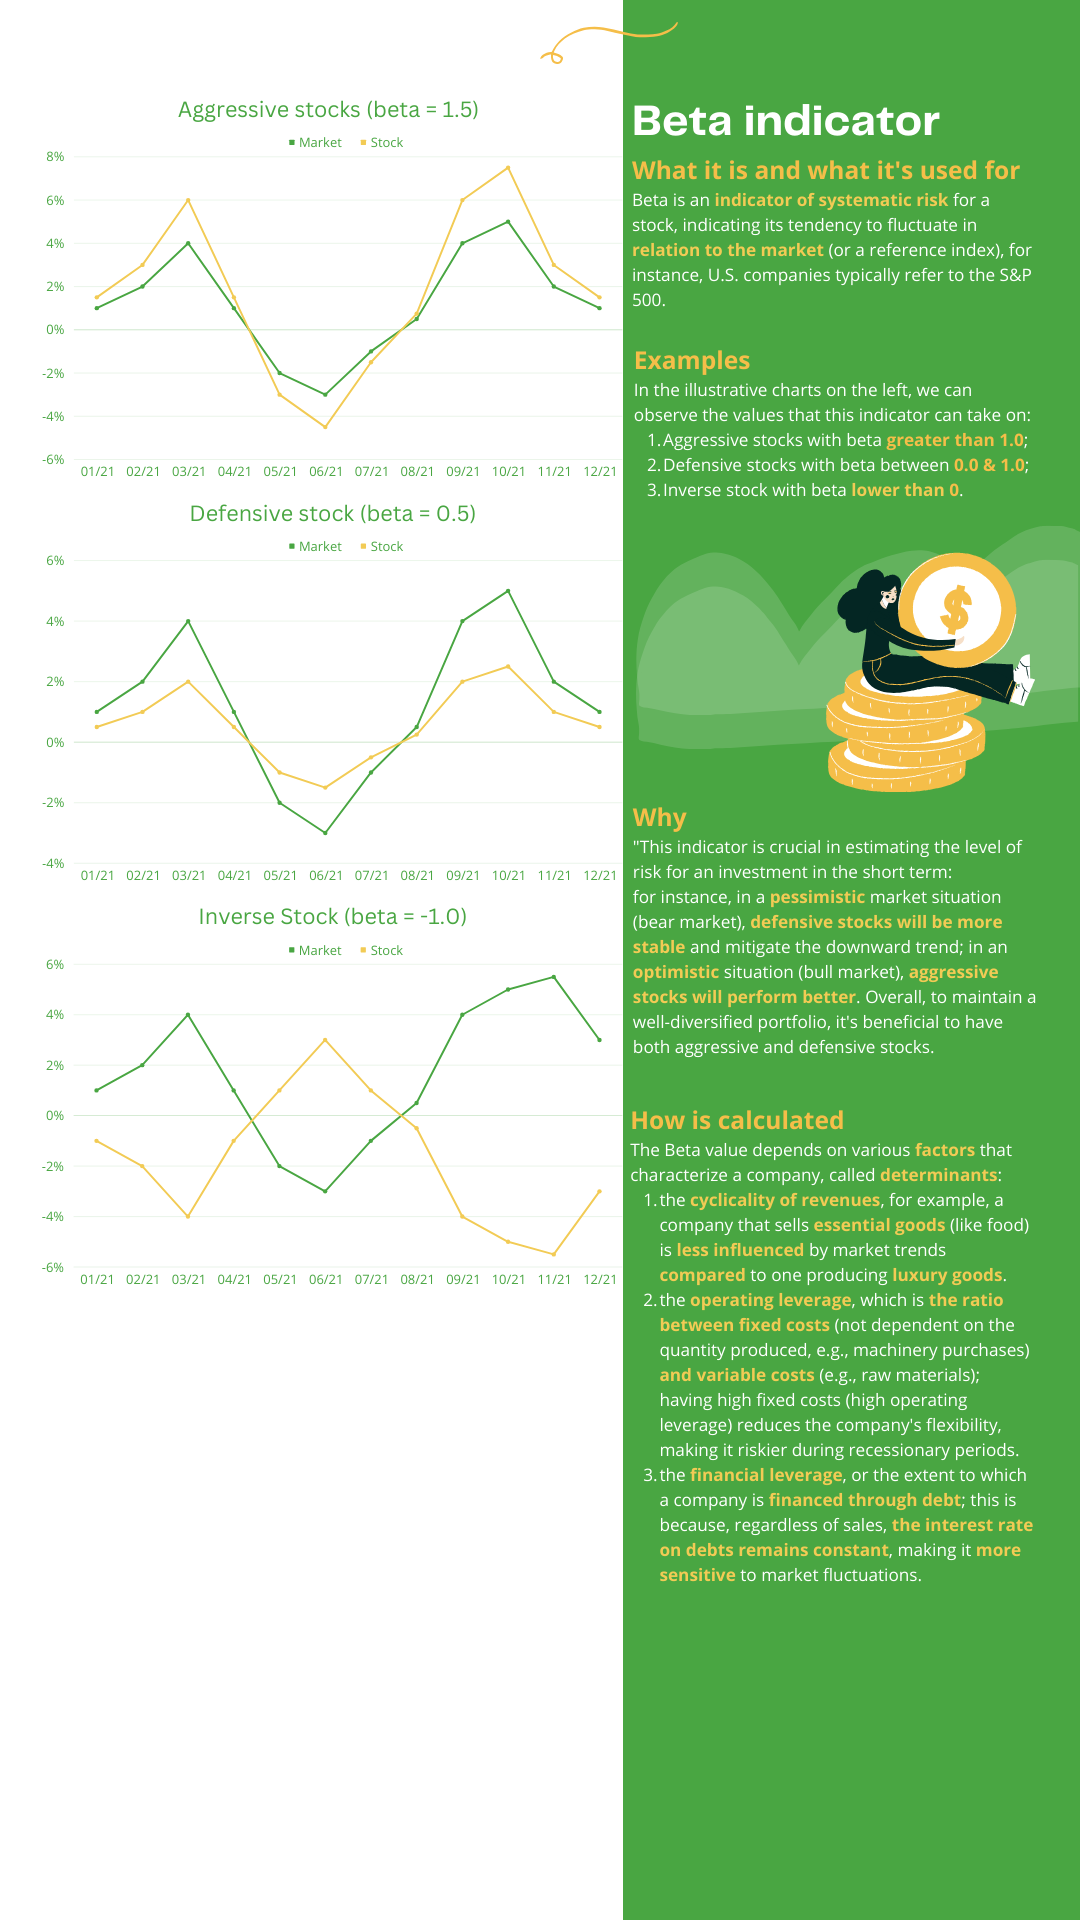 Aggressive stocks (beta = 1.5)
Market Stock
8%
6%
4%
2%
0%
-2%
-4%
-6%
01/21 02/21 03/21 04/21 05/21 06/21 07/21 08/21 09/21 10/21 11/21 12/21
Defensive stock (beta = 0.5)
Market Stock
6%
4%
2%
0%
-2%
-4%
01/21 02/21 03/21 04/21 05/21 06/21 07/21 08/21 09/21 10/21 11/21 12/21
Inverse Stock (beta = -1.0)
Market Stock
6%
4%
2%
0%
-2%
-4%
-6%
01/21 02/21 03/21 04/21 05/21 06/21 07/21 08/21 09/21 10/21 11/21 12/21
Beta indicator
What it is and what it's used for
Beta is an indicator of systematic risk for a
stock, indicating its tendency to fluctuate in
relation to the market (or a reference index), for
instance, U.S. companies typically refer to the S&P
500.
Examples
In the illustrative charts on the left, we can
observe the values that this indicator can take on:
1. Aggressive stocks with beta greater than 1.0;
2. Defensive stocks with beta between 0.0 & 1.0;
3. Inverse stock with beta lower than 0.
$
Why
"This indicator is crucial in estimating the level of
risk for an investment in the short term:
for instance, in a pessimistic market situation
(bear market), defensive stocks will be more
stable and mitigate the downward trend; in an
optimistic situation (bull market), aggressive
stocks will perform better. Overall, to maintain a
well-diversified portfolio, it's beneficial to have
both aggressive and defensive stocks.
How is calculated
The Beta value depends on various factors that
characterize a company, called determinants:
1. the cyclicality of revenues, for example, a
company that sells essential goods (like food)
is less influenced by market trends
compared to one producing luxury goods.
2. the operating leverage, which is the ratio
between fixed costs (not dependent on the
quantity produced, e.g., machinery purchases)
and variable costs (e.g., raw materials);
having high fixed costs (high operating
leverage) reduces the company's flexibility,
making it riskier during recessionary periods.
3. the financial leverage, or the extent to which
a company is financed through debt; this is
because, regardless of sales, the interest rate
on debts remains constant, making it more
sensitive to market fluctuations.